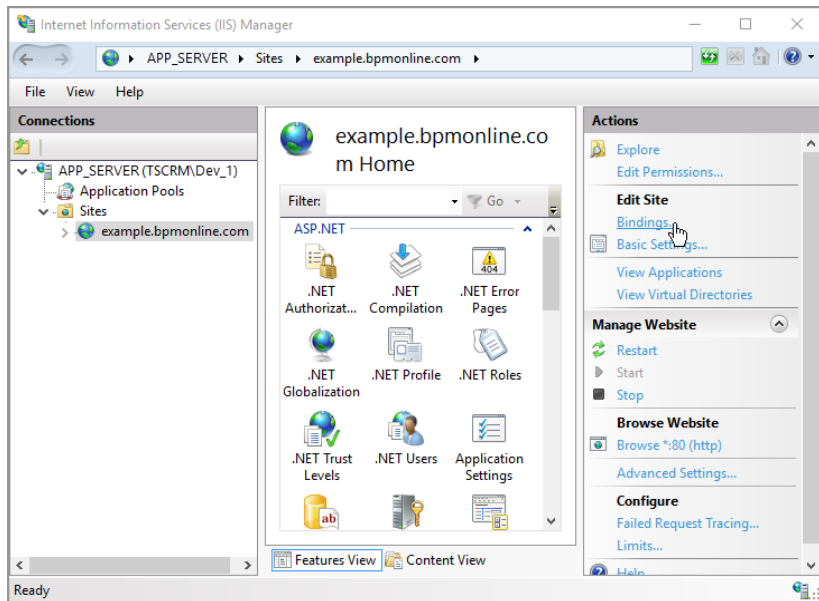 Internet Information Services (IIS) Manager
APP_SERVER
Sites
example.bpmonline.com
File
View
Help
Connections
APP_SERVER (TSCRM\Dev_1)
Application Pools
Sites
example.bpmonline.com
example.bpmonline.co
m Home
Filter:
Go
ASP.NET
.NET
Authorizat...
.NET
Compilation
404
.NET Error
Pages
.NET
Globalization
.NET Profile
.NET Roles
.NET Trust
Levels
.NET Users
Application
Settings
ab
Features View
Content View
Actions
Explore
Edit Permissions...
Edit Site
Bindings...
Basic Settings...
View Applications
View Virtual Directories
Manage Website
Restart
Start
Stop
Browse Website
Browse *:80 (http)
Advanced Settings...
Configure
Failed Request Tracing...
Limits...
Help
Ready